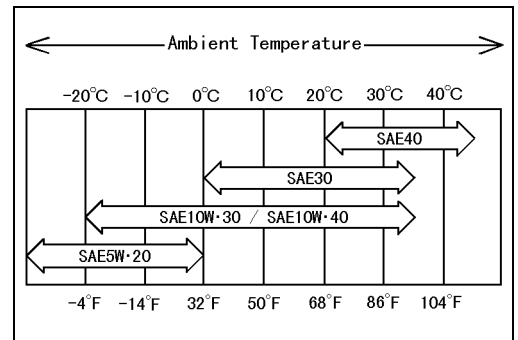 Ambient Temperature
-20°C -10°C 0°C 10°C 20°C 30°C 40°C
SAE40
SAE30
SAE10W·30 / SAE10W·40
SAE5W·20
-4°F -14°F 32°F 50°F 68°F 86°F 104°F